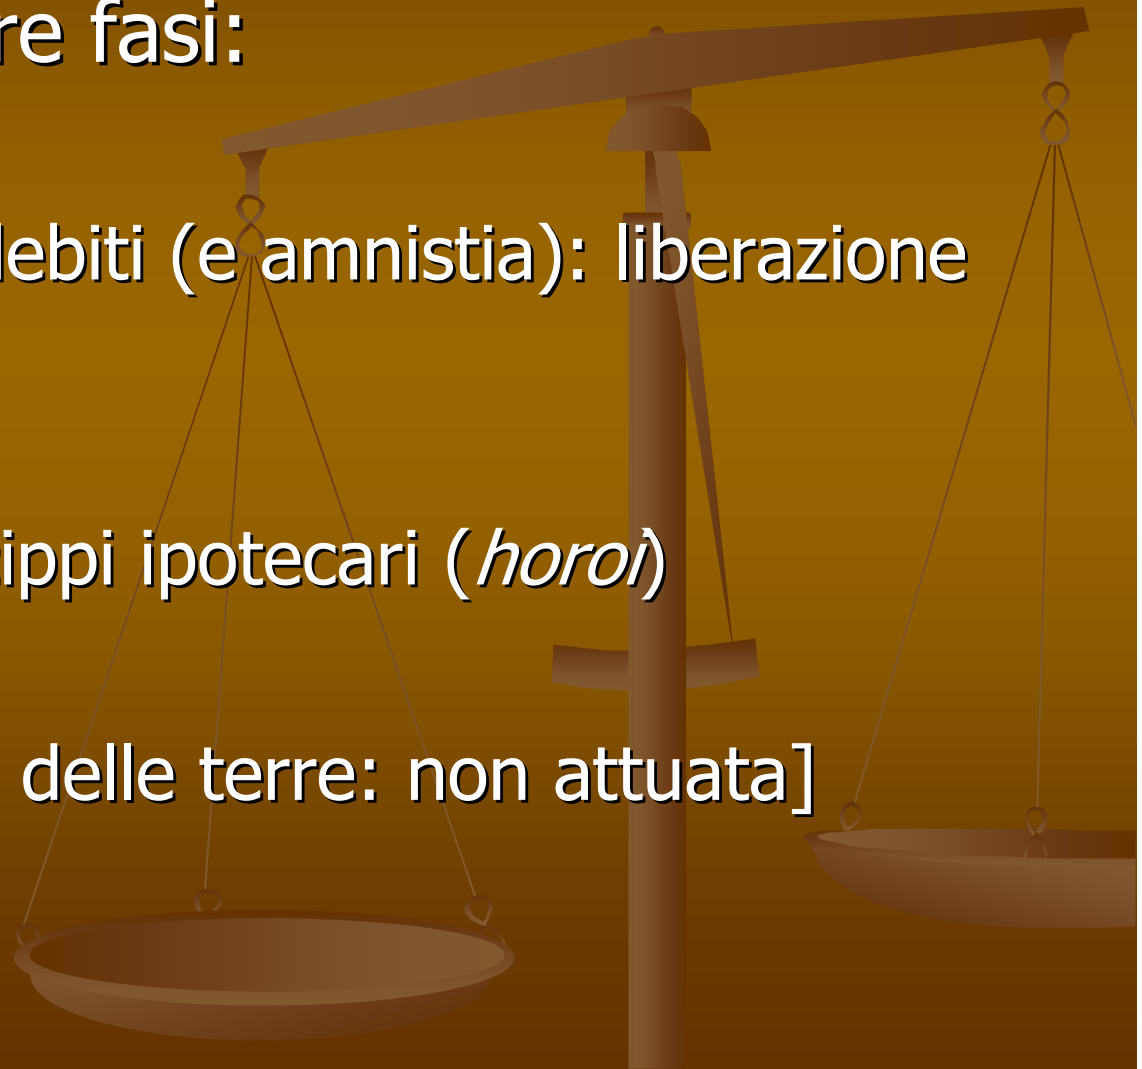 re fasi:
lebiti (e amnistia): liberazione
ippi ipotecari (horoi)
delle terre: non attuata]